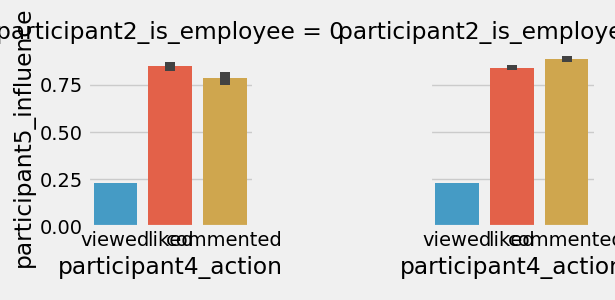 participant2_is_employee = 0
participant2_is_employe
participant5_influence
0.75
0.50
0.25
0.00
viewed liked commented
viewed liked commented
participant4_action
participant4_action